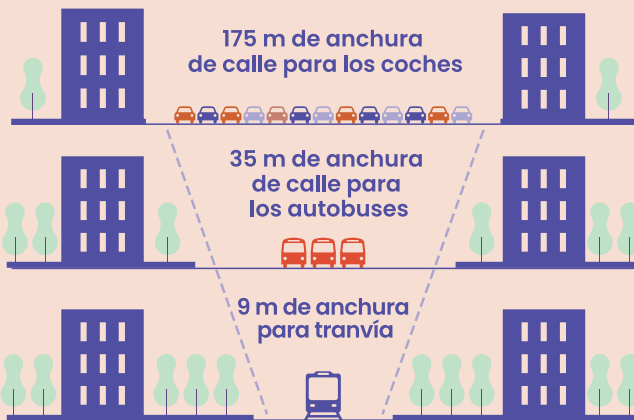 175 m de anchura
de calle para los coches
35 m de anchura
de calle para
los autobuses
9 m de anchura
para tranvía